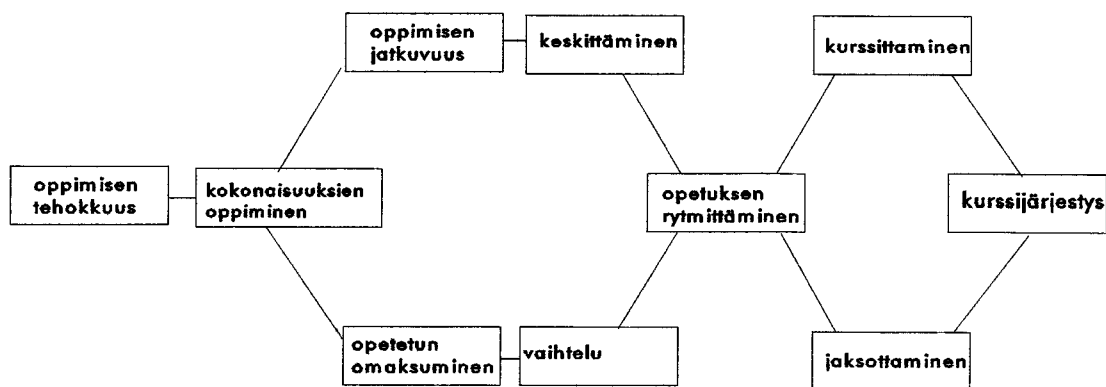 oppimisen
jatkuvuus
keskittäminen
kurssittaminen
oppimisen
tehokkuus
kokonaisuuksien
oppiminen
opetuksen
rytmittäminen
kurssijärjestys
opetetun
omaksuminen
vaihtelu
jaksottaminen